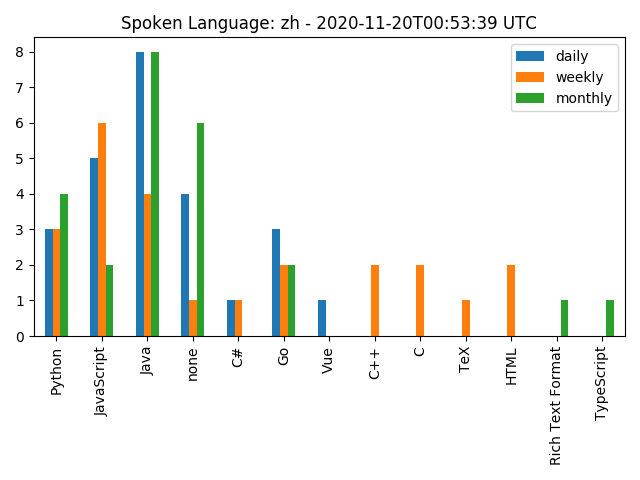 Spoken Language: zh - 2020-11-20T00:53:39 UTC
daily
weekly
monthly
8
7
6
5
4
3
2
1
0
Python
JavaScript
Java
none
C#
Go
Vue
C++
C
TeX
HTML
Rich Text Format
TypeScript